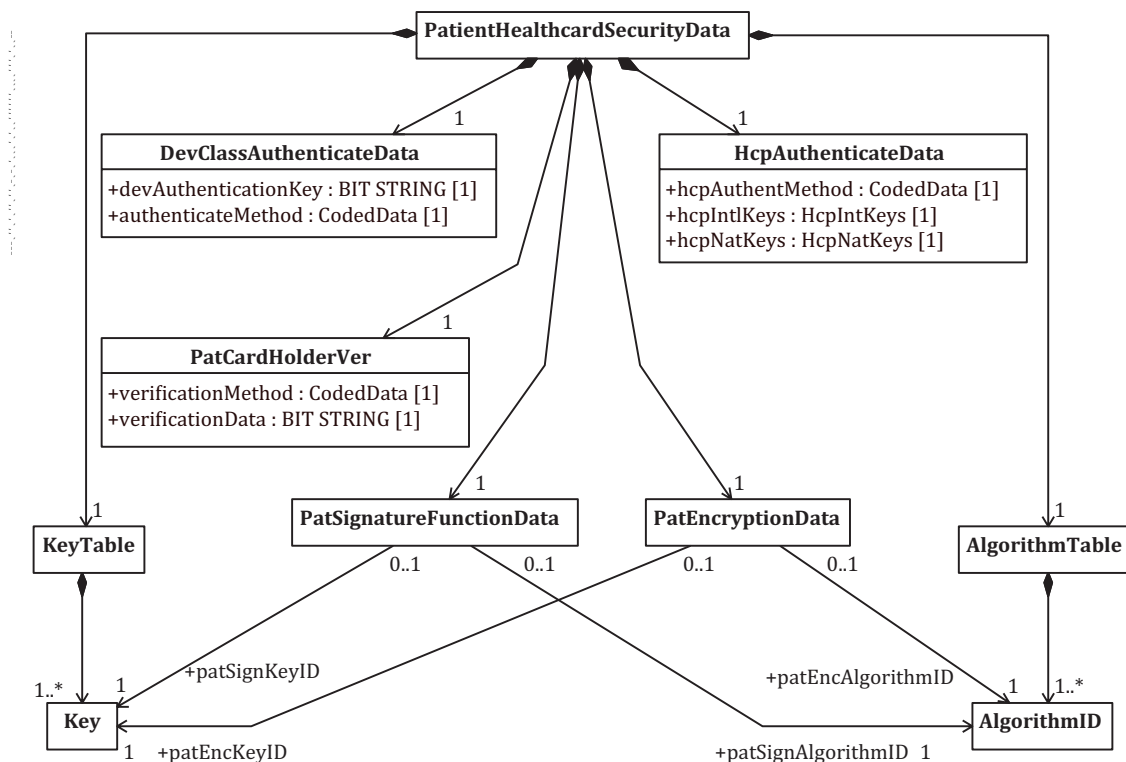 PatientHealthcardSecurityData
1
1
DevClassAuthenticateData
+devAuthenticationKey : BIT STRING [1]
+authenticateMethod : CodedData [1]
HcpAuthenticateData
+hcpAuthentMethod : CodedData [1]
+hcpIntlKeys : HcpIntKeys [1]
+hcpNatKeys : HcpNatKeys [1]
1
PatCardHolderVer
+verificationMethod : CodedData [1]
+verificationData : BIT STRING [1]
1
1
1
1
KeyTable
PatSignatureFunctionData
PatEncryptionData
AlgorithmTable
0..1
0..1
0..1
0..1
+patSignKeyID
+patEncAlgorithmID
1..*
1
1
1..*
Key
AlgorithmID
1
+patEncKeyID
+patSignAlgorithmID
1